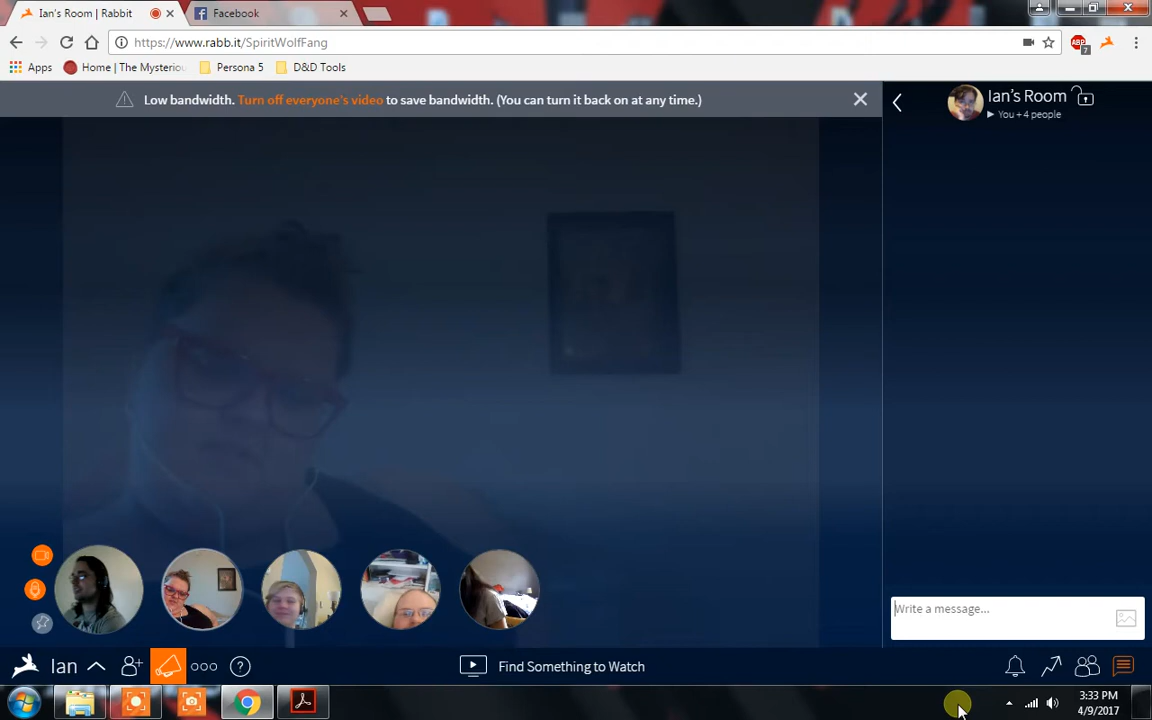 Ian's Room | Rabbit
Facebook
https://www.rabb.it/SpiritWolfFang
7
Apps
Home | The Mysteriou
Persona 5
D&D Tools
Low bandwidth. Turn off everyone's video to save bandwidth. (You can turn it back on at any time.)
Ian's Room
You + 4 people
Write a message...
Ian
Find Something to Watch
3:33 PM
4/9/2017